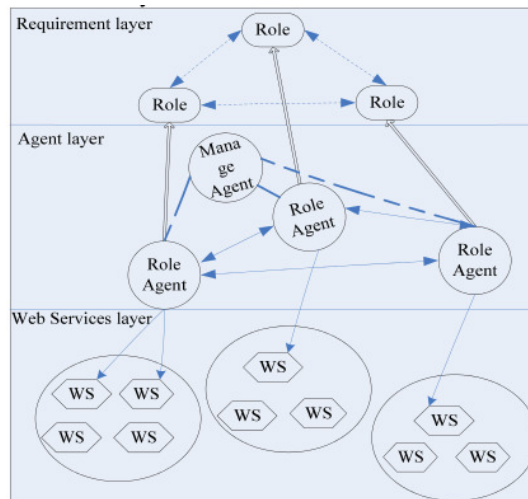 Requirement layer
Role
Role
Role
Agent layer
Mana
ge
Agent
Role
Agent
Role
Agent
Role
Agent
Web Services layer
WS
WS
WS
WS
WS
WS
WS
WS
WS
WS